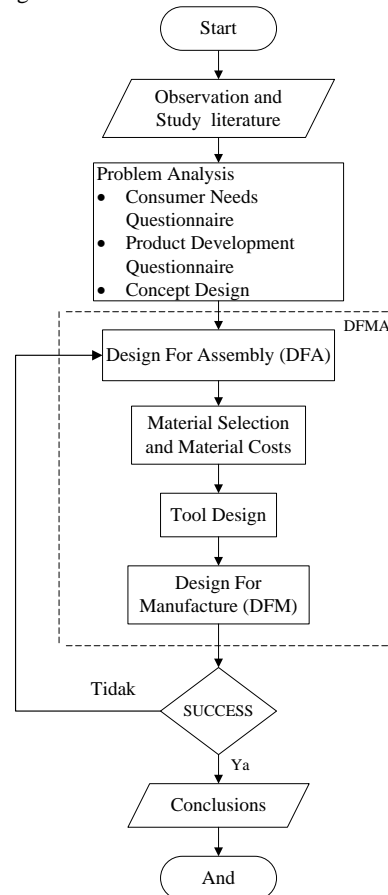 Start
Observation and
Study literature
Problem Analysis
• Consumer Needs
Questionnaire
• Product Development
Questionnaire
• Concept Design
DFMA
Design For Assembly (DFA)
Material Selection
and Material Costs
Tool Design
Design For
Manufacture (DFM)
Tidak
SUCCESS
Ya
Conclusions
And